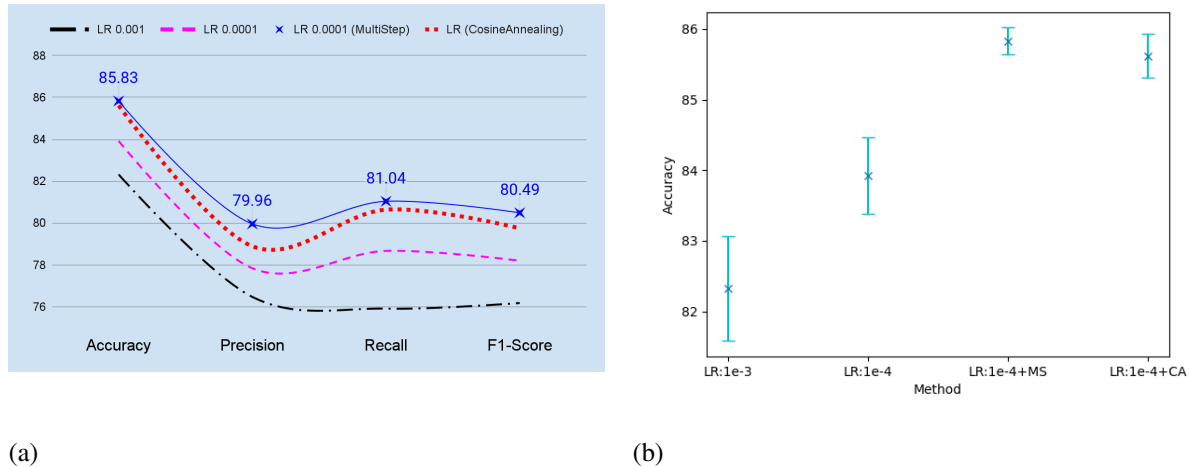 LR 0.001 LR 0.0001 LR 0.0001 (MultiStep) LR (CosineAnnealing)
88
86
84
82
80
78
76
85.83
79.96
81.04
80.49
Accuracy Precision Recall F1-Score
(a)
Accuracy
86
85
84
83
82
LR:1e-3 LR:1e-4 LR:1e-4+MS LR:1e-4+CA
Method
(b)